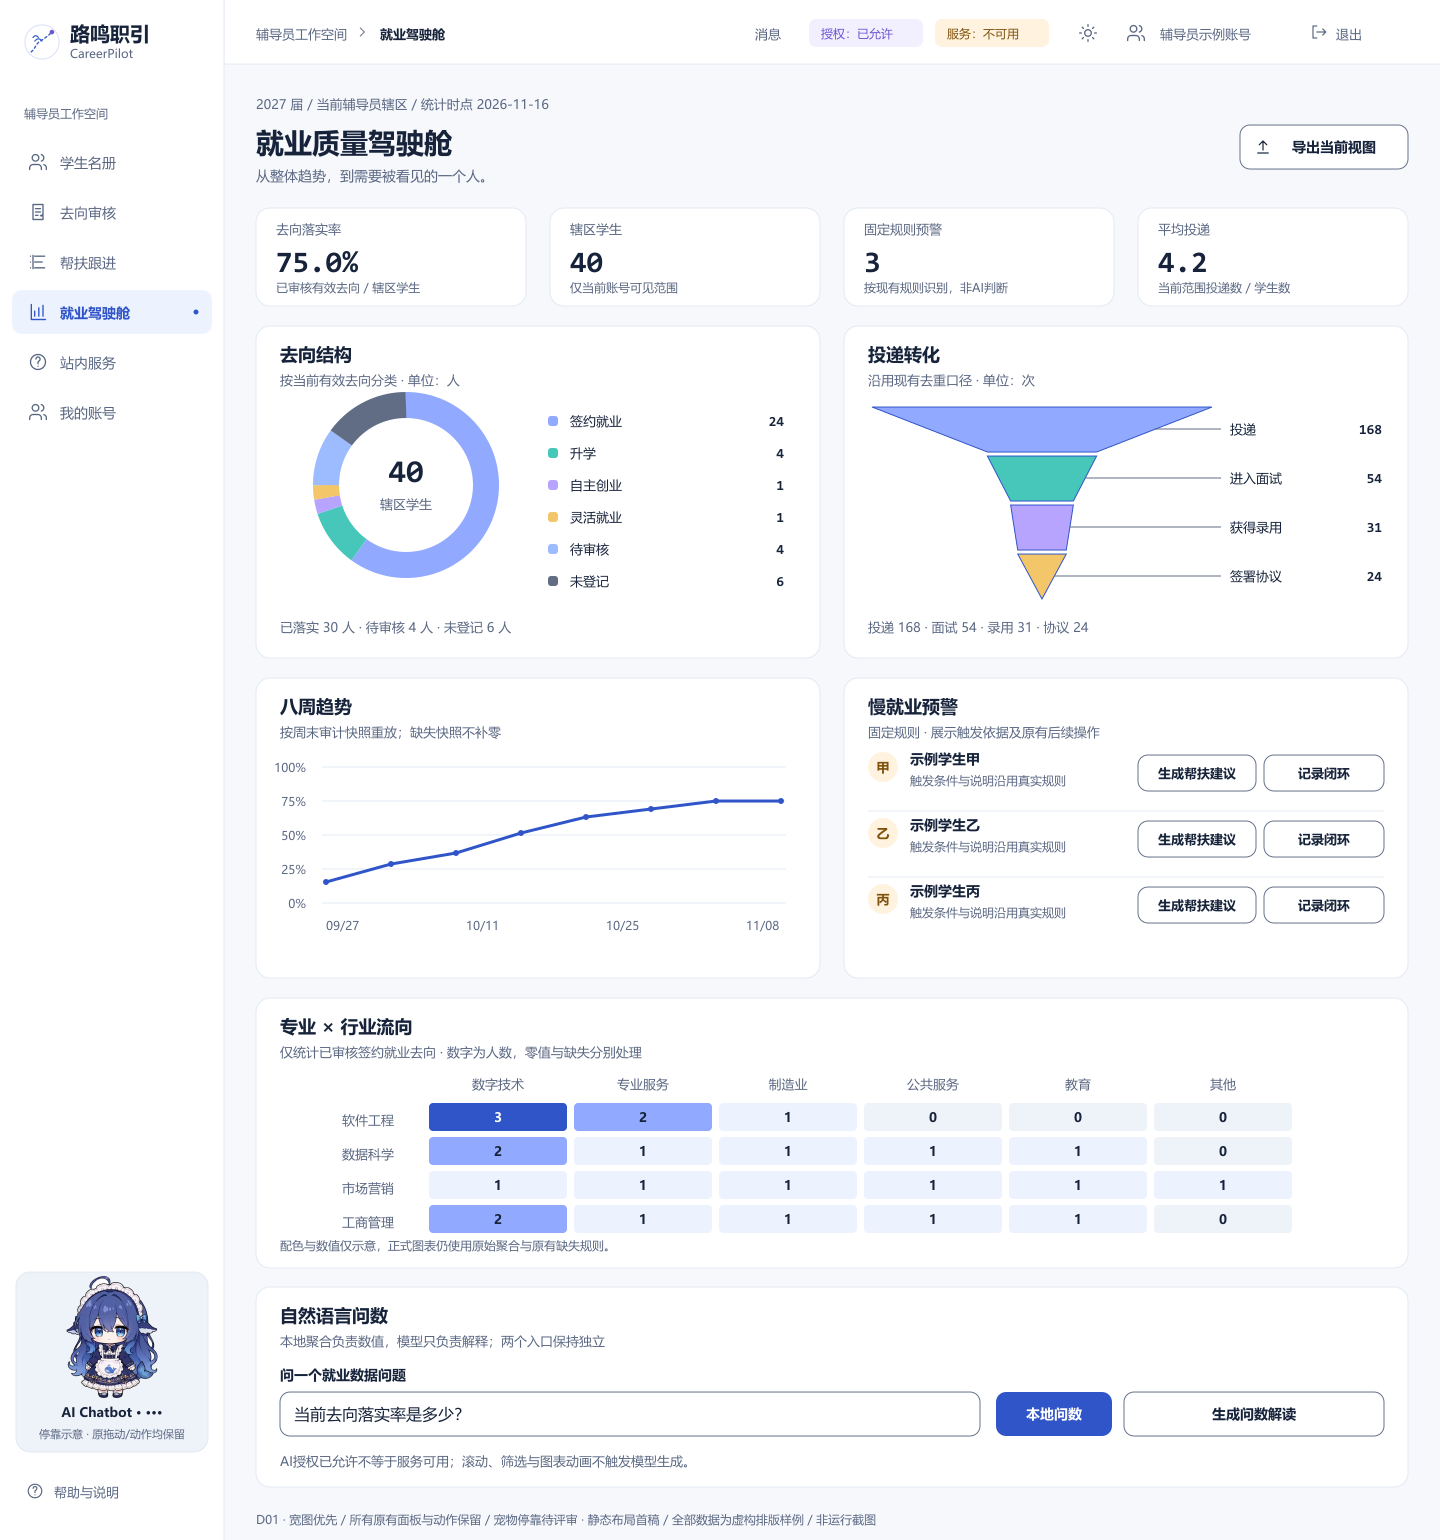 路鸣职引
CareerPilot
辅导员工作空间
学生名册
去向审核
帮扶跟进
就业驾驶舱
站内服务
我的账号
AI Chatbot • •••
停靠示意 · 原拖动/动作均保留
帮助与说明
辅导员工作空间 > 就业驾驶舱
消息
授权：已允许
服务：不可用
辅导员示例账号
退出
2027 届 / 当前辅导员辖区 / 统计时点 2026-11-16
就业质量驾驶舱
从整体趋势，到需要被看见的一个人。
导出当前视图
去向落实率
75.0%
已审核有效去向 / 辖区学生
辖区学生
40
仅当前账号可见范围
固定规则预警
3
按现有规则识别，非AI判断
平均投递
4.2
当前范围投递数 / 学生数
去向结构
按当前有效去向分类 · 单位：人
40
辖区学生
签约就业 24
升学 4
自主创业 1
灵活就业 1
待审核 4
未登记 6
已落实 30 人 · 待审核 4 人 · 未登记 6 人
投递转化
沿用现有去重口径 · 单位：次
投递 168
进入面试 54
获得录用 31
签署协议 24
投递 168 · 面试 54 · 录用 31 · 协议 24
八周趋势
按周末审计快照重放；缺失快照不补零
100%
75%
50%
25%
0%
09/27 10/11 10/25 11/08
慢就业预警
固定规则 · 展示触发依据及原有后续操作
甲
示例学生甲
触发条件与说明沿用真实规则
生成帮扶建议
记录闭环
乙
示例学生乙
触发条件与说明沿用真实规则
生成帮扶建议
记录闭环
丙
示例学生丙
触发条件与说明沿用真实规则
生成帮扶建议
记录闭环
专业 × 行业流向
仅统计已审核签约就业去向 · 数字为人数，零值与缺失分别处理
数字技术 专业服务 制造业 公共服务 教育 其他
软件工程 3 2 1 0 0 0
数据科学 2 1 1 1 1 0
市场营销 1 1 1 1 1 1
工商管理 2 1 1 1 1 0
配色与数值仅示意，正式图表仍使用原始聚合与原有缺失规则。
自然语言问数
本地聚合负责数值，模型只负责解释；两个入口保持独立
问一个就业数据问题
当前去向落实率是多少？
本地问数
生成问数解读
AI授权已允许不等于服务可用；滚动、筛选与图表动画不触发模型生成。
D01 · 宽图优先 / 所有原有面板与动作保留 / 宠物停靠待评审 · 静态布局首稿 / 全部数据为虚构排版样例 / 非运行截图